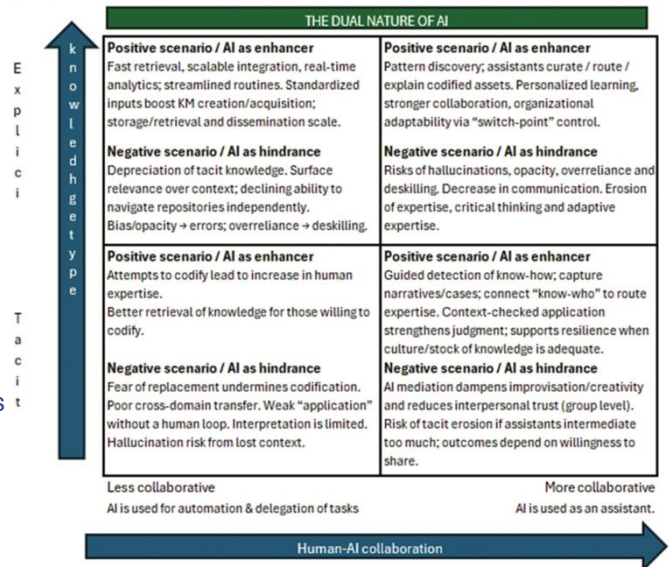 THE DUAL NATURE OF AI
Explici
Tacit
s
knowledhgetype
Positive scenario / AI as enhancer
Fast retrieval, scalable integration, real-time
analytics; streamlined routines. Standardized
inputs boost KM creation/acquisition;
storage/retrieval and dissemination scale.
Negative scenario / AI as hindrance
Depreciation of tacit knowledge. Surface
relevance over context; declining ability to
navigate repositories independently.
Bias/opacity → errors; overreliance → deskilling.
Positive scenario / AI as enhancer
Pattern discovery; assistants curate / route /
explain codified assets. Personalized learning,
stronger collaboration, organizational
adaptability via “switch-point” control.
Negative scenario / AI as hindrance
Risks of hallucinations, opacity, overreliance and
deskilling. Decrease in communication. Erosion
of expertise, critical thinking and adaptive
expertise.
Positive scenario / AI as enhancer
Attempts to codify lead to increase in human
expertise.
Better retrieval of knowledge for those willing to
codify.
Negative scenario / AI as hindrance
Fear of replacement undermines codification.
Poor cross-domain transfer. Weak “application”
without a human loop. Interpretation is limited.
Hallucination risk from lost context.
Positive scenario / AI as enhancer
Guided detection of know-how; capture
narratives/cases; connect “know-who” to route
expertise. Context-checked application
strengthens judgment; supports resilience when
culture/stock of knowledge is adequate.
Negative scenario / AI as hindrance
AI mediation dampens improvisation/creativity
and reduces interpersonal trust (group level).
Risk of tacit erosion if assistants intermediate
too much; outcomes depend on willingness to
share.
Less collaborative
AI is used for automation & delegation of tasks
More collaborative
AI is used as an assistant.
Human-AI collaboration